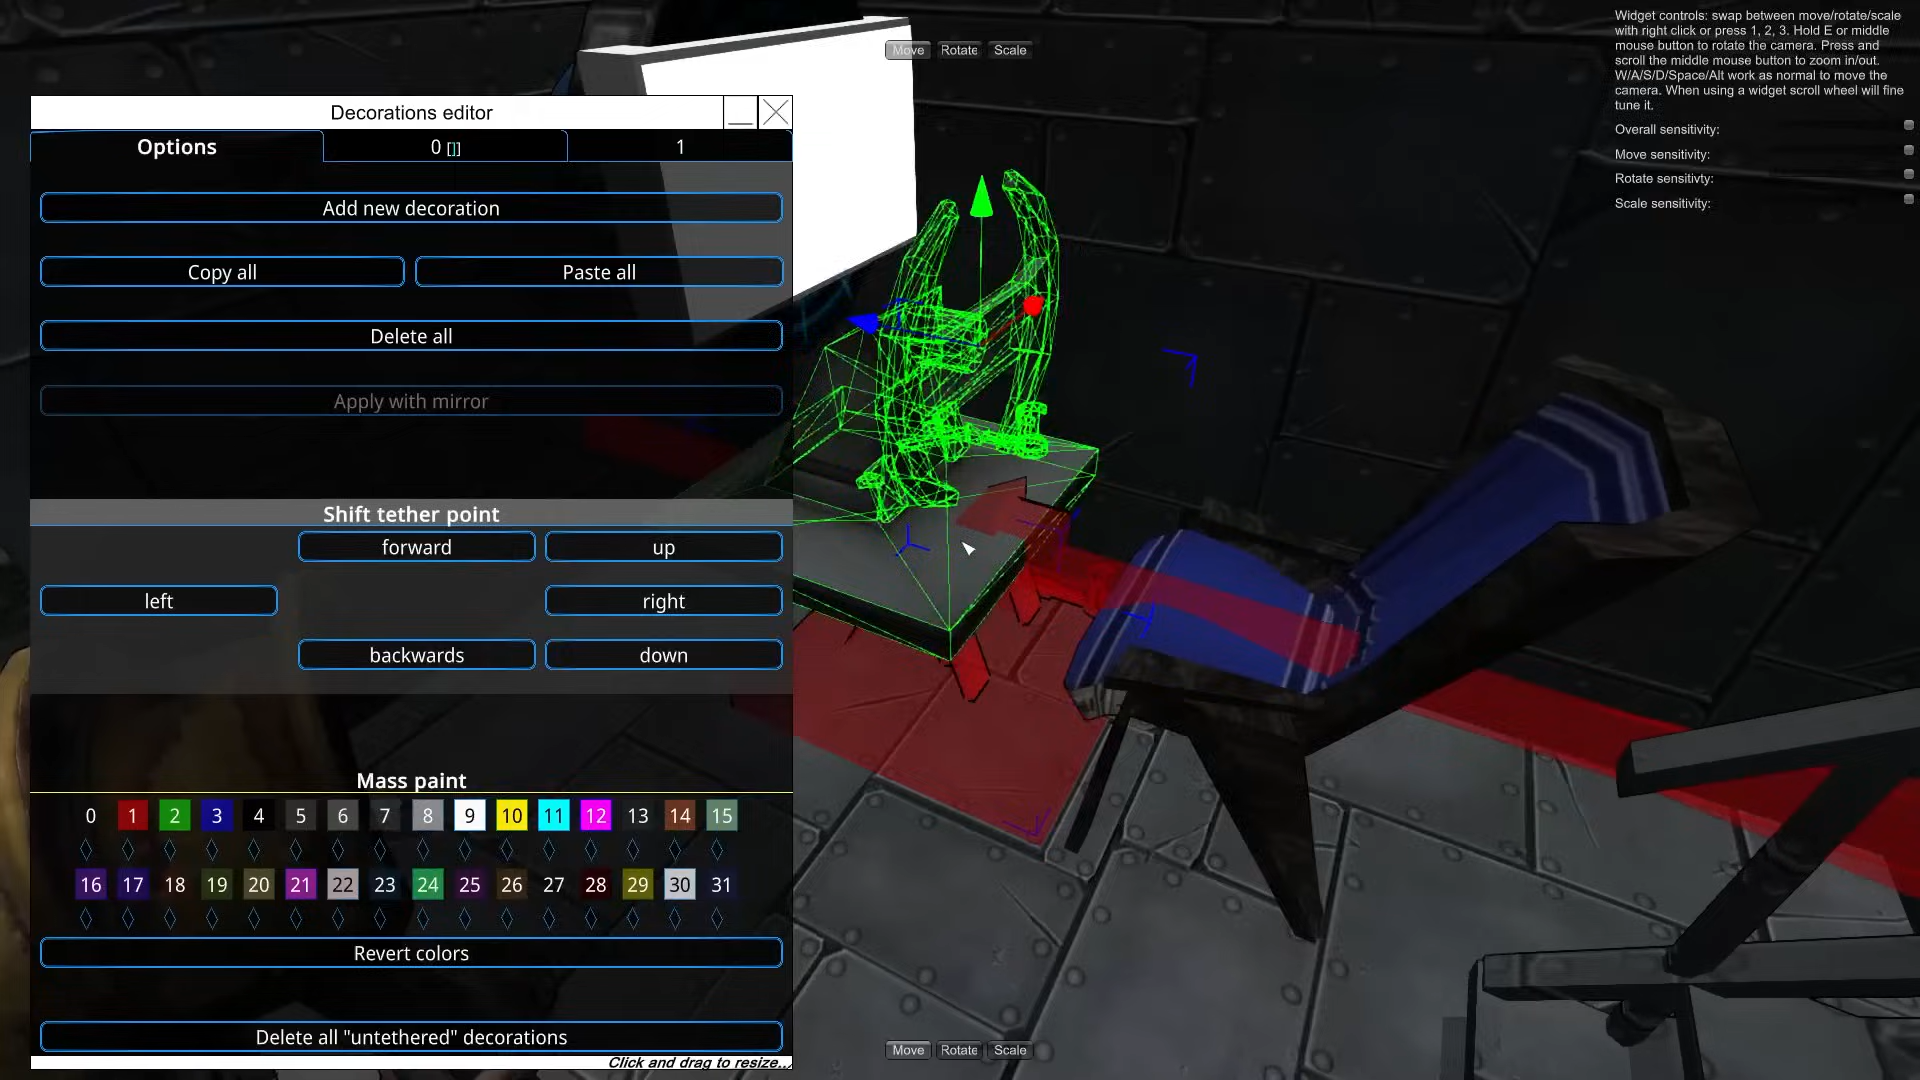 Move Rotate Scale
Widget controls: swap between move/rotate/scale
with right click or press 1, 2, 3. Hold E or middle
mouse button to rotate the camera. Press and
scroll the middle mouse button to zoom in/out.
W/A/S/D/Space/Alt work as normal to move the
camera. When using a widget scroll wheel will fine
tune it.
Overall sensitivity:
Move sensitivity:
Rotate sensitivty:
Scale sensitivity:
Decorations editor
Options 0 [] 1
Add new decoration
Copy all Paste all
Delete all
Apply with mirror
Shift tether point
forward up
left right
backwards down
Mass paint
0 1 2 3 4 5 6 7 8 9 10 11 12 13 14 15
16 17 18 19 20 21 22 23 24 25 26 27 28 29 30 31
Revert colors
Delete all "untethered" decorations
Click and drag to resize...
Move Rotate Scale